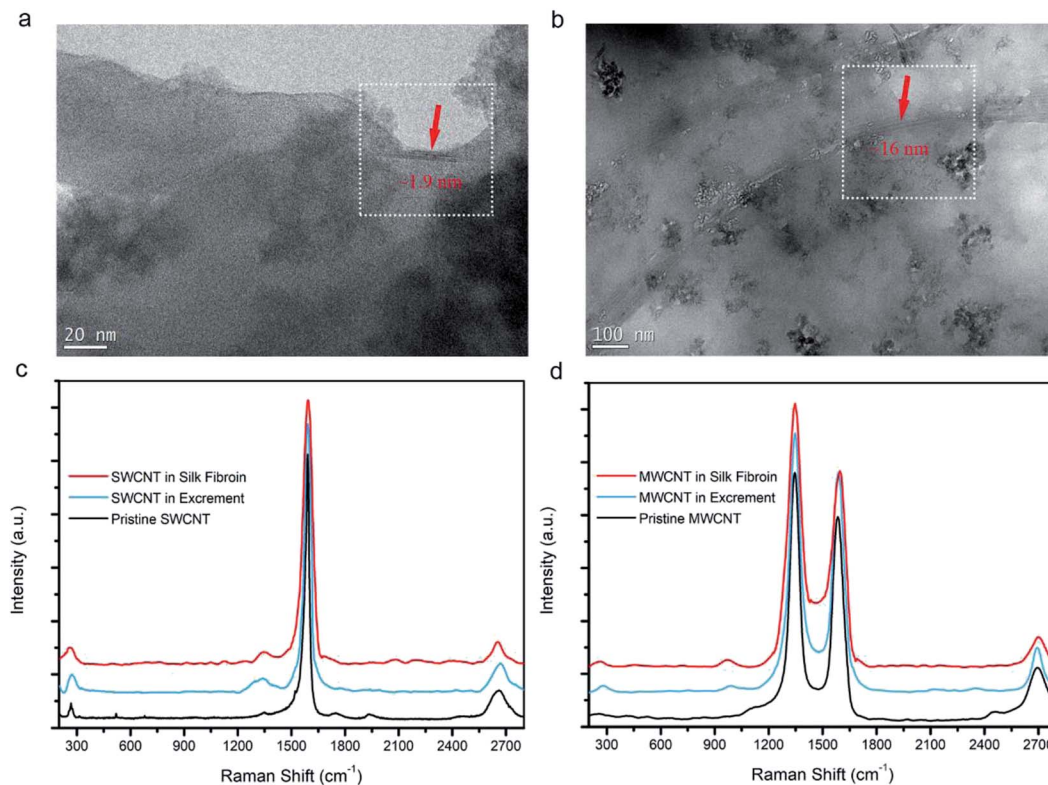 a
~1.9 nm
20 nm
b
~16 nm
100 nm
c
SWCNT in Silk Fibroin
SWCNT in Excrement
Pristine SWCNT
Intensity (a.u.)
200 600 900 1200 1500 1800 2100 2400 2700
Raman Shift (cm⁻¹)
d
MWCNT in Silk Fibroin
MWCNT in Excrement
Pristine MWCNT
Intensity (a.u.)
200 600 900 1200 1500 1800 2100 2400 2700
Raman Shift (cm⁻¹)